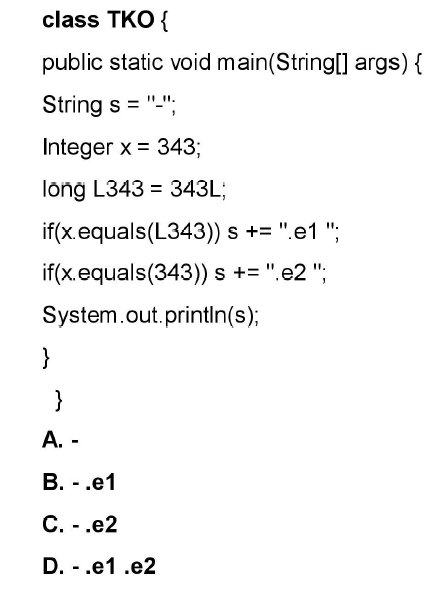 class TKO {
public static void main(String[] args) {
String s = "-";
Integer x = 343;
long L343 = 343L;
if(x.equals(L343)) s += ".e1 ";
if(x.equals(343)) s += ".e2 ";
System.out.println(s);
}
}
A. -
B. - .e1
C. - .e2
D. - .e1 .e2